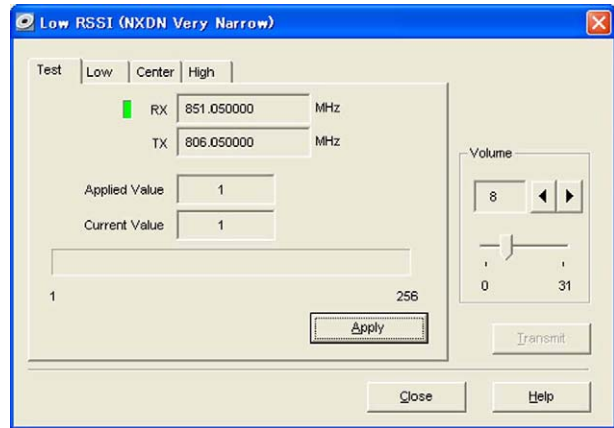 Low RSSI (NXDN Very Narrow)
Test Low Center High
RX 851.050000 MHz
TX 806.050000 MHz
Applied Value 1
Current Value 1
1 256
Apply
Volume
8
0 31
Transmit
Close Help